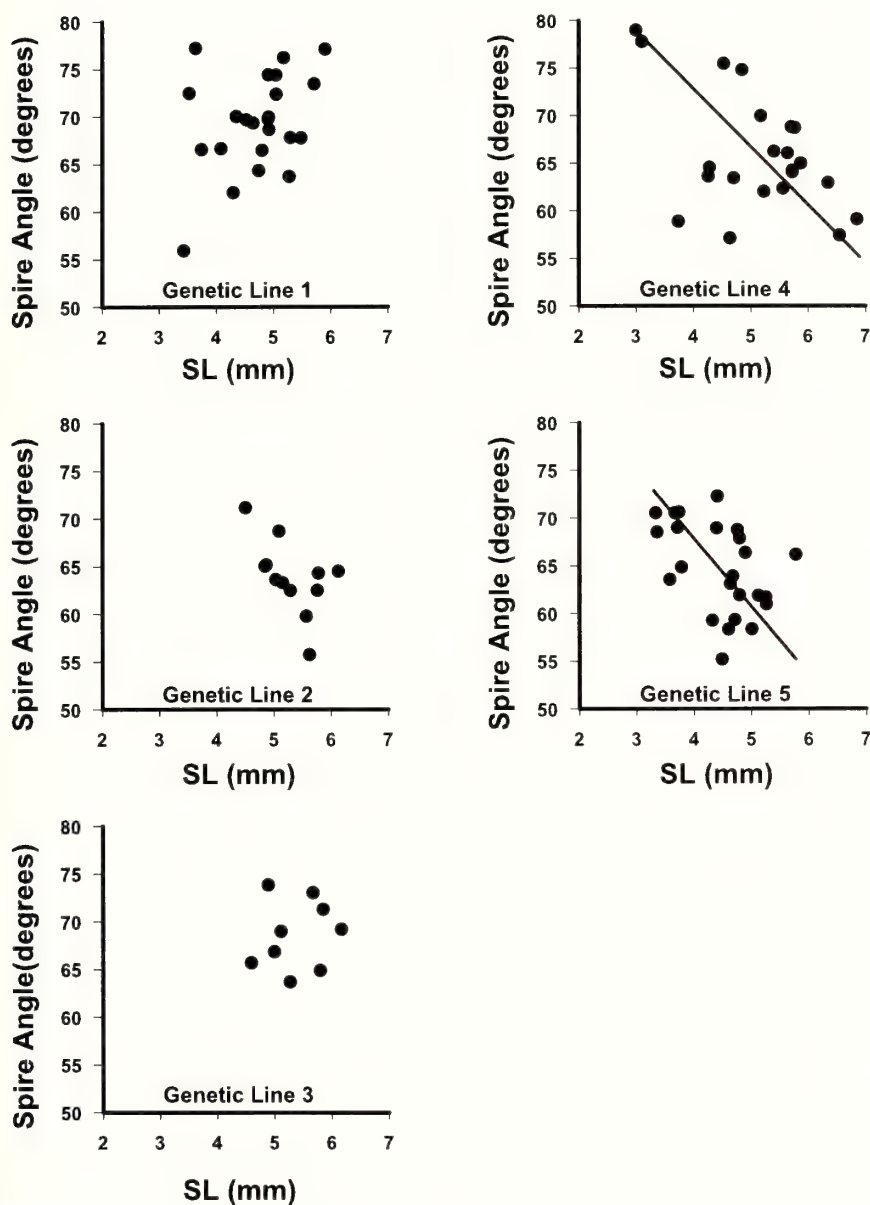 Spire Angle (degrees)
80
75
70
65
60
55
50
Genetic Line 1
2 3 4 5 6 7
SL (mm)
Spire Angle (degrees)
80
75
70
65
60
55
50
Genetic Line 4
2 3 4 5 6 7
SL (mm)
Spire Angle (degrees)
80
75
70
65
60
55
50
Genetic Line 2
2 3 4 5 6 7
SL (mm)
Spire Angle (degrees)
80
75
70
65
60
55
50
Genetic Line 5
2 3 4 5 6 7
SL (mm)
Spire Angle(degrees)
80
75
70
65
60
55
50
Genetic Line 3
2 3 4 5 6 7
SL (mm)